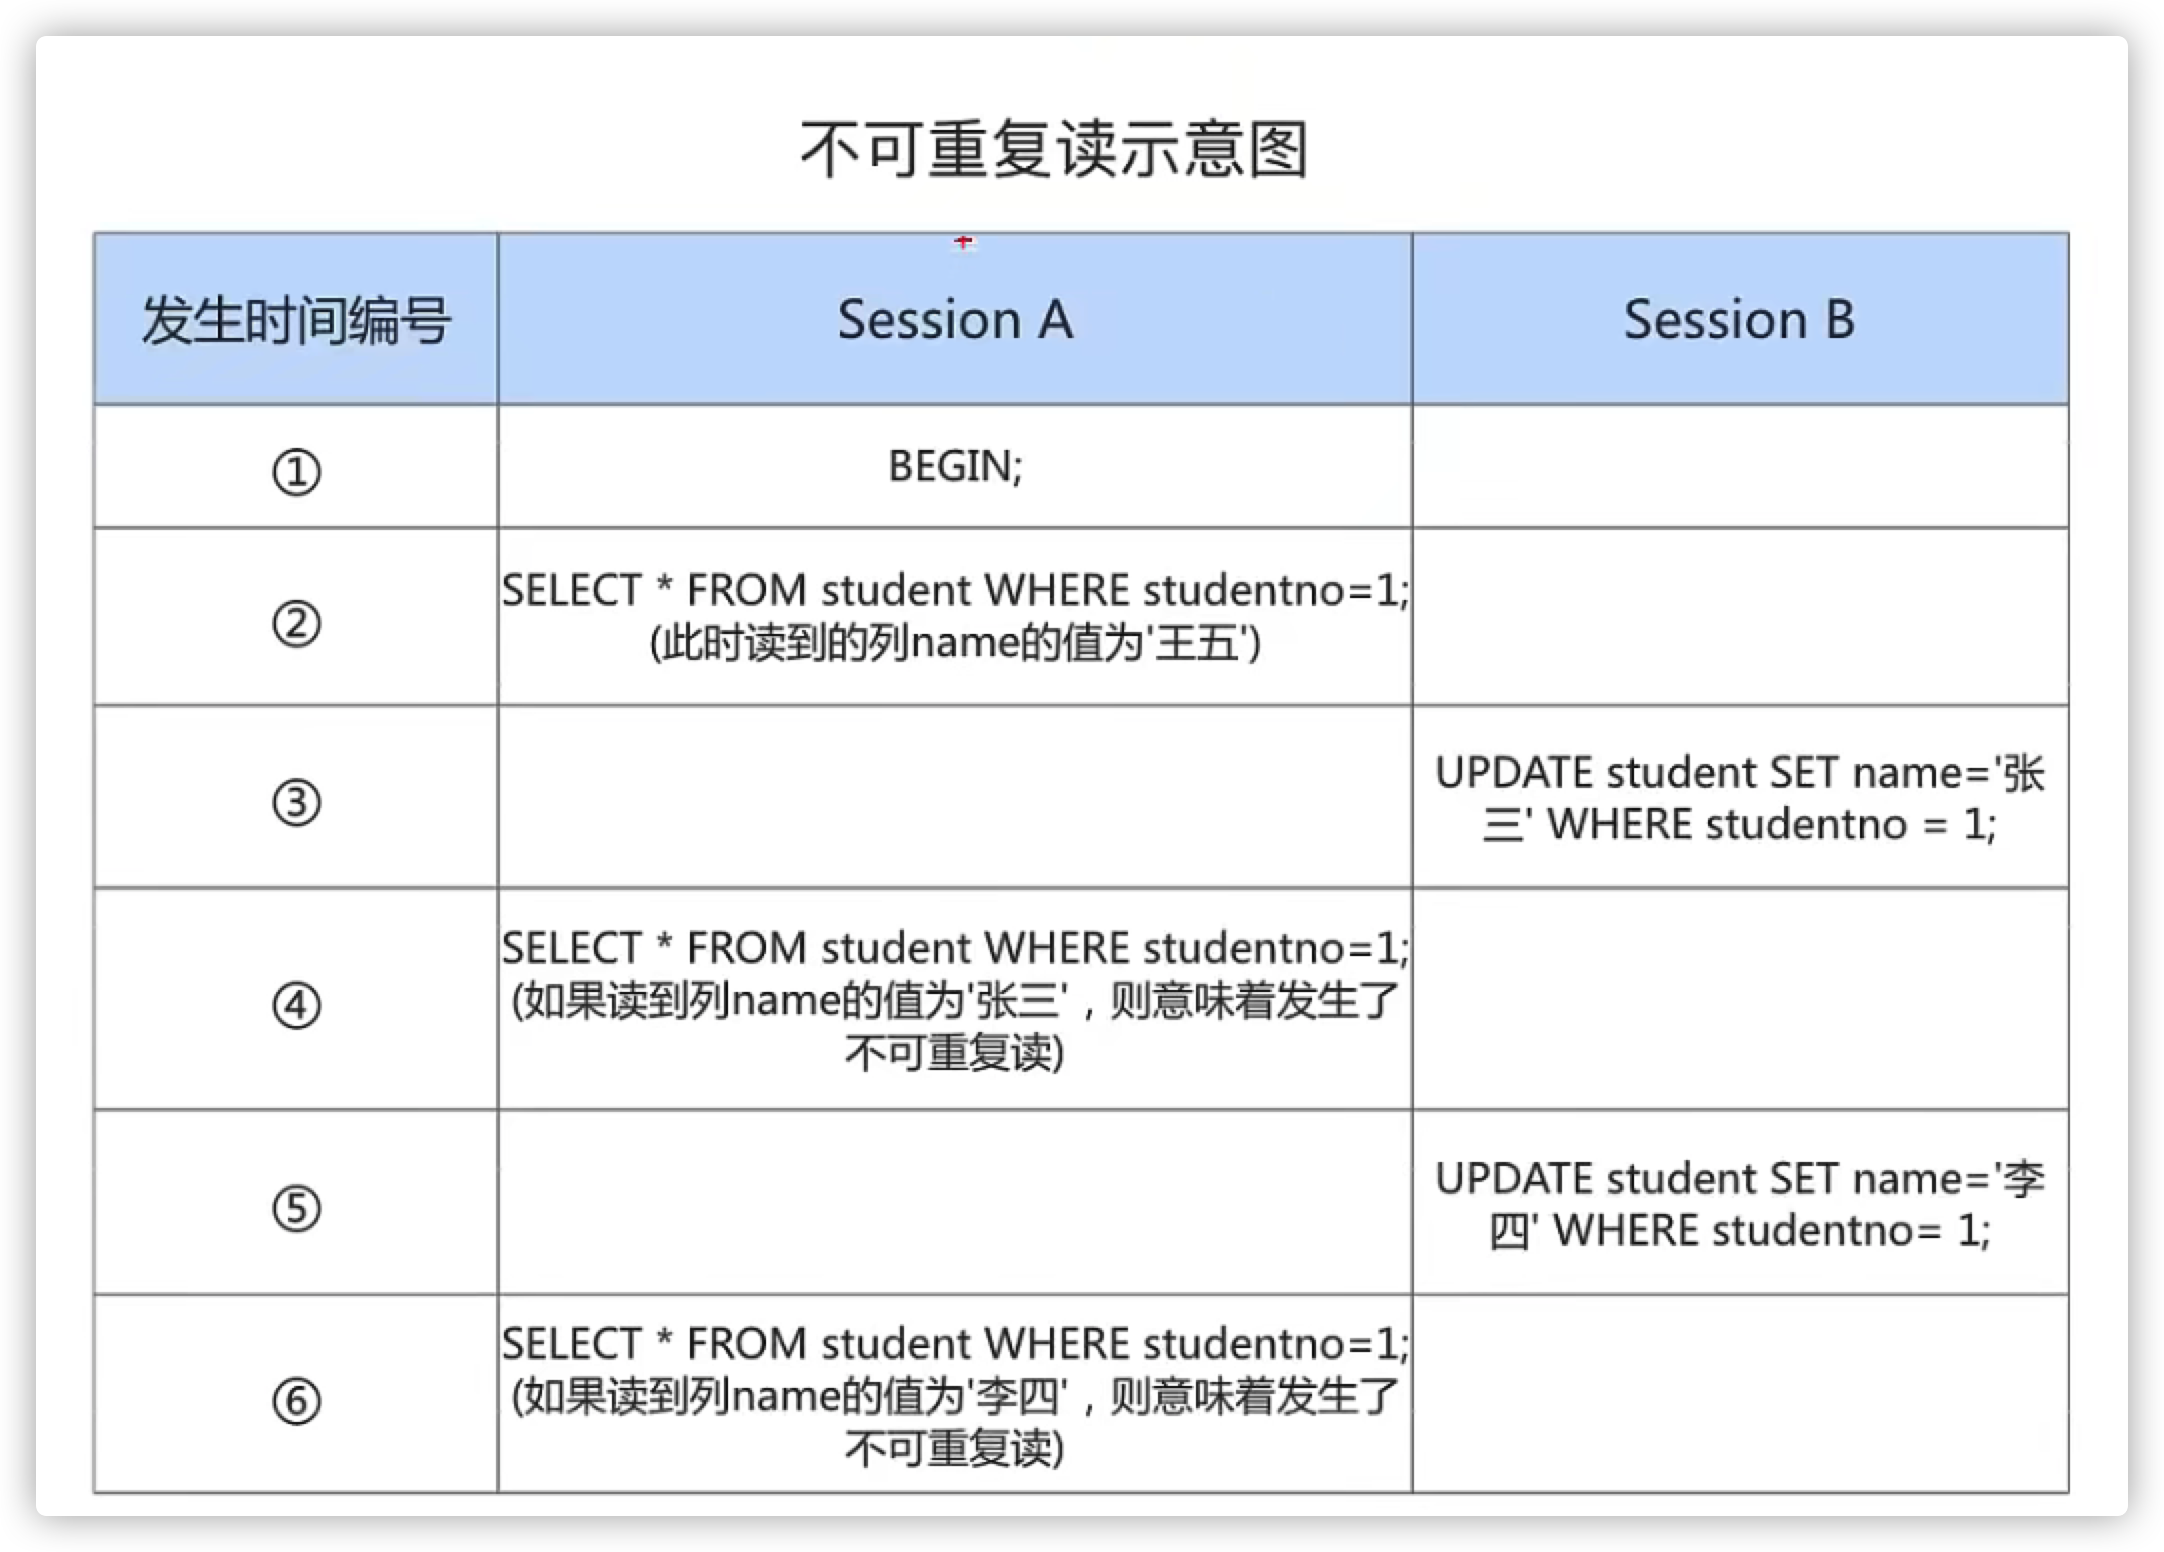 不可重复读示意图
发生时间编号
Session A
Session B
①
BEGIN;
②
SELECT * FROM student WHERE studentno=1;
(此时读到的列name的值为'王五')
③
UPDATE student SET name='张
三' WHERE studentno = 1;
④
SELECT * FROM student WHERE studentno=1;
(如果读到列name的值为'张三'，则意味着发生了
不可重复读)
⑤
UPDATE student SET name='李
四' WHERE studentno= 1;
⑥
SELECT * FROM student WHERE studentno=1;
(如果读到列name的值为'李四'，则意味着发生了
不可重复读)